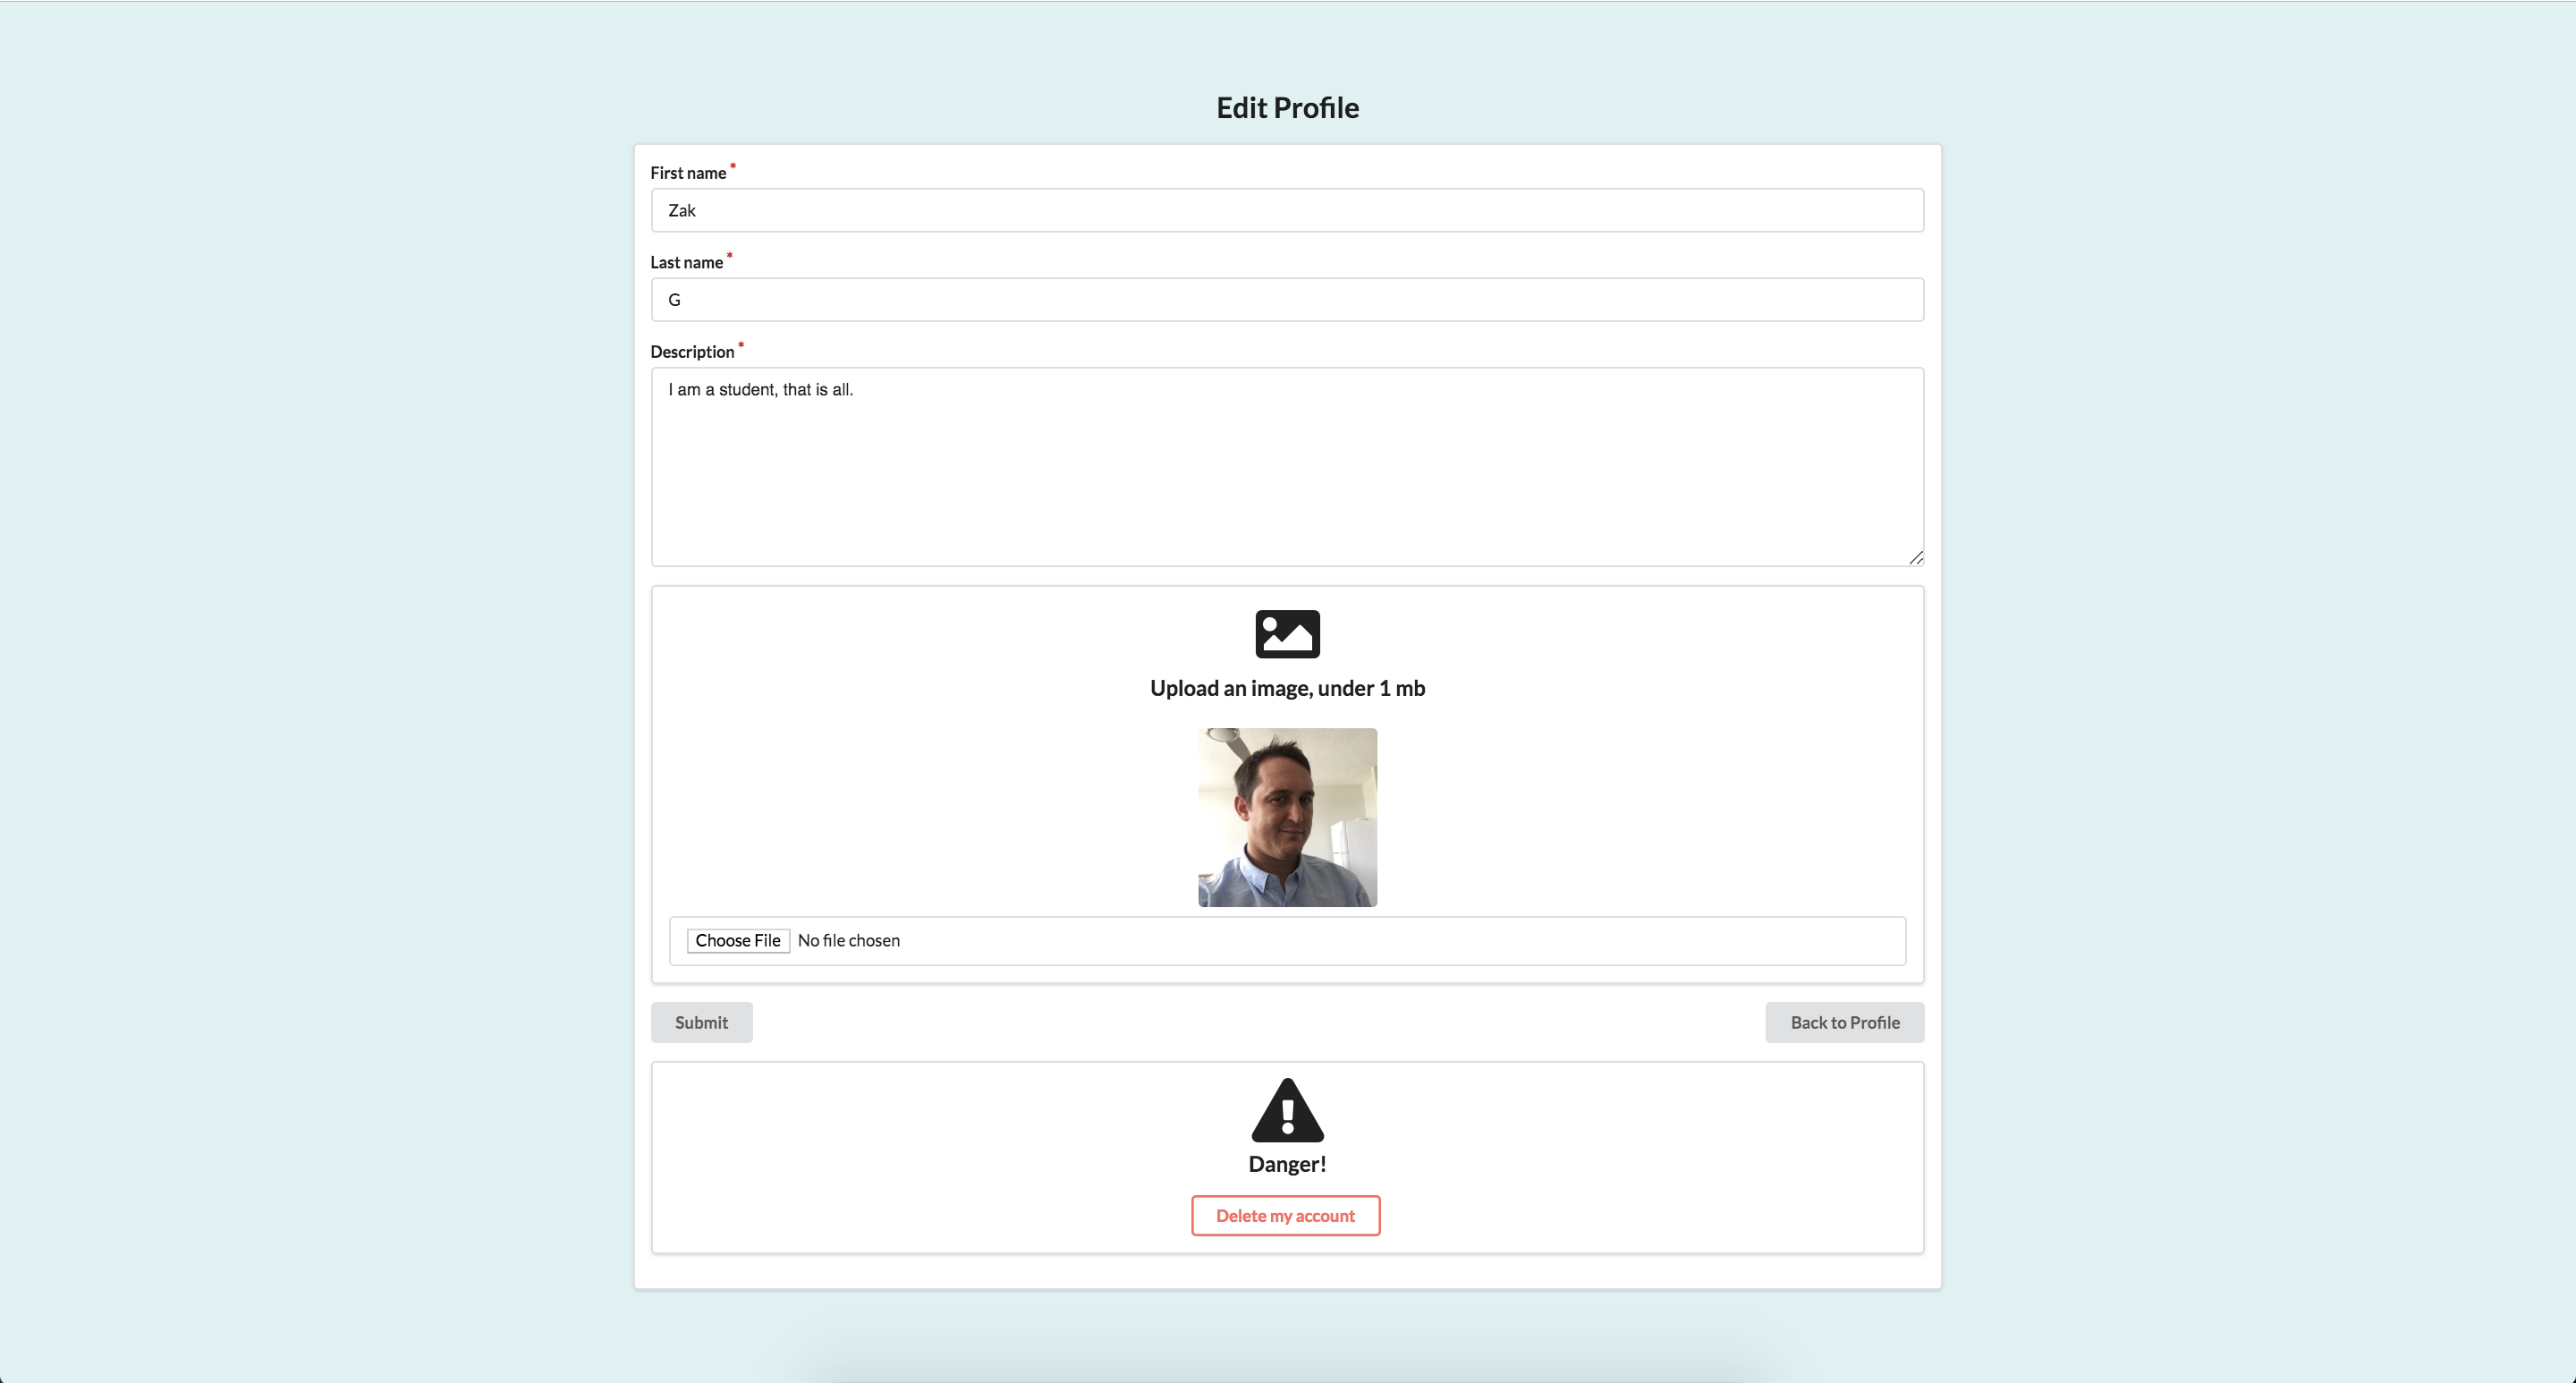 Edit Profile
First name *
Zak
Last name *
G
Description *
I am a student, that is all.
Upload an image, under 1 mb
Choose File No file chosen
Submit
Back to Profile
Danger!
Delete my account